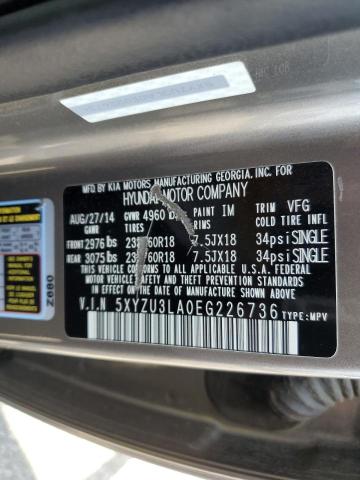 MFD. BY KIA MOTORS MANUFACTURING GEORGIA, INC. FOR
HYUNDAI MOTOR COMPANY
AUG/27/14 GVWR 4960 PAINT IM TRIM VFG
GAWR TIRES RIMS COLD TIRE INFL
FRONT 2976 lbs 60R18 7.5JX18 34psi SINGLE
REAR 3075 lbs 60R18 7.5JX18 34psi SINGLE
THIS VEHICLE CONFORMS TO ALL APPLICABLE U.S.A. FEDERAL
MOTOR VEHICLE SAFETY AND THEFT PREVENTION STANDARDS
IN EFFECT ON THE DATE OF MANUFACTURE SHOWN ABOVE.
V.I.N 5XYZU3LA0EG226736 TYPE:MPV
Z880